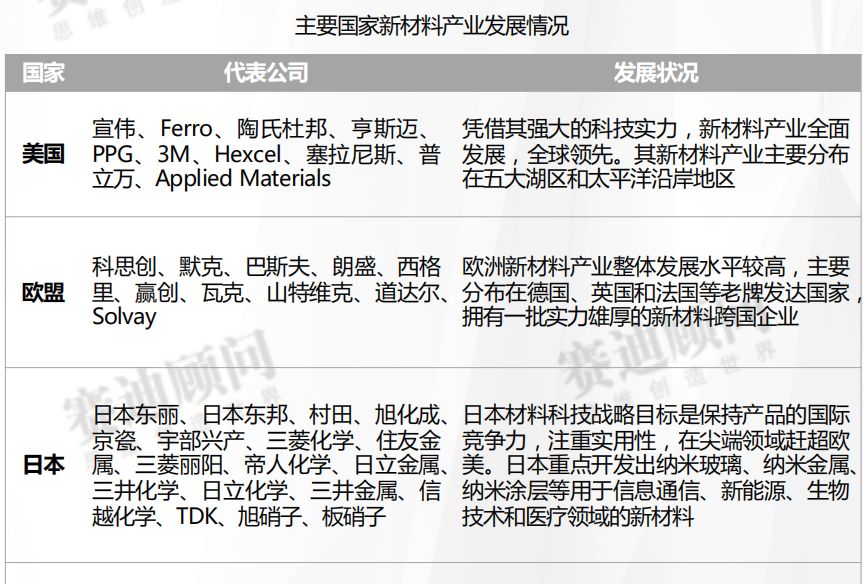 主要国家新材料产业发展情况
国家 代表公司 发展状况
美国
宣伟、Ferro、陶氏杜邦、亨斯迈、
PPG、3M、Hexcel、塞拉尼斯、普
立万、Applied Materials
凭借其强大的科技实力，新材料产业全面
发展，全球领先。其新材料产业主要分布
在五大湖区和太平洋沿岸地区
欧盟
科思创、默克、巴斯夫、朗盛、西格
里、赢创、瓦克、山特维克、道达尔、
Solvay
欧洲新材料产业整体发展水平较高，主要
分布在德国、英国和法国等老牌发达国家，
拥有一批实力雄厚的新材料跨国企业
日本
日本东丽、日本东邦、村田、旭化成、
京瓷、宇部兴产、三菱化学、住友金
属、三菱丽阳、帝人化学、日立金属、
三井化学、日立化学、三井金属、信
越化学、TDK、旭硝子、板硝子
日本材料科技战略目标是保持产品的国际
竞争力，注重实用性，在尖端领域赶超欧
美。日本重点开发出纳米玻璃、纳米金属、
纳米涂层等用于信息通信、新能源、生物
技术和医疗领域的新材料
思维创造
赛迪顾问
赛迪顾问
思维创造世界